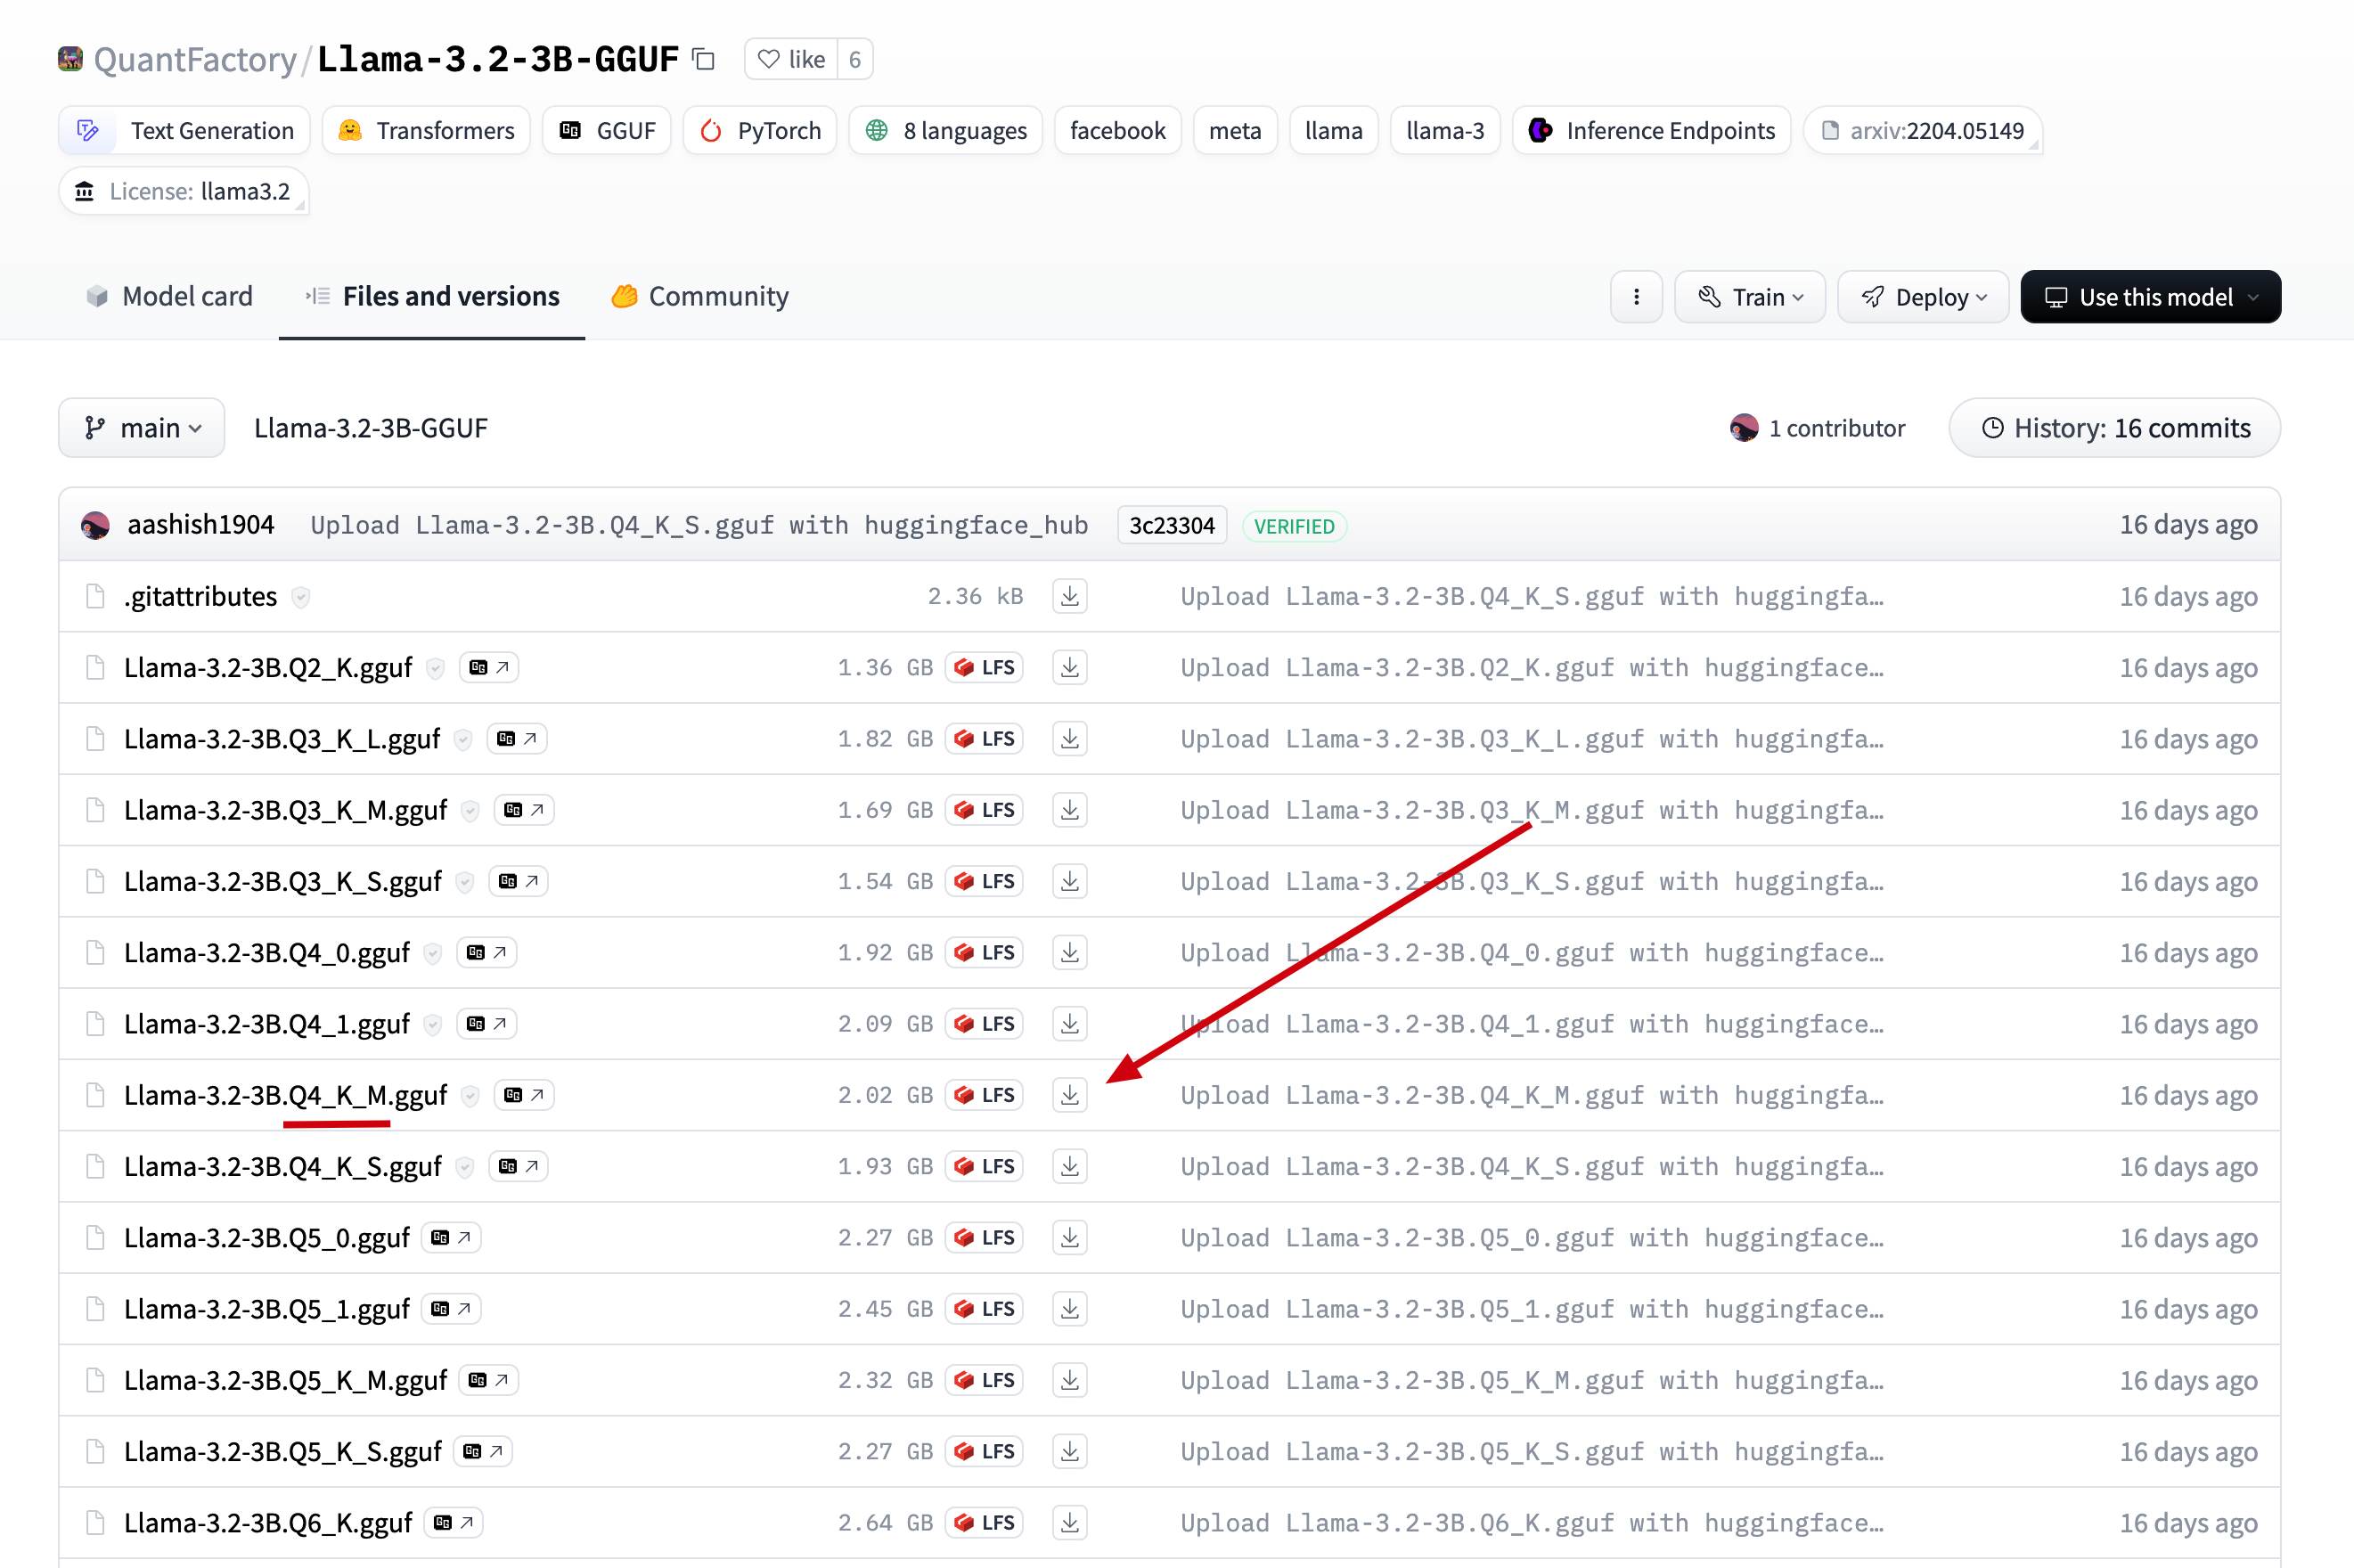 QuantFactory/Llama-3.2-3B-GGUF like 6
Text Generation Transformers GGUF PyTorch 8 languages facebook meta llama llama-3 Inference Endpoints arxiv:2204.05149
License: llama3.2
Model card Files and versions Community Train Deploy Use this model
main Llama-3.2-3B-GGUF 1 contributor History: 16 commits
aashish1904 Upload Llama-3.2-3B.Q4_K_S.gguf with huggingface_hub 3c23304 VERIFIED 16 days ago
.gitattributes 2.36 kB Upload Llama-3.2-3B.Q4_K_S.gguf with huggingfa… 16 days ago
Llama-3.2-3B.Q2_K.gguf 1.36 GB LFS Upload Llama-3.2-3B.Q2_K.gguf with huggingface… 16 days ago
Llama-3.2-3B.Q3_K_L.gguf 1.82 GB LFS Upload Llama-3.2-3B.Q3_K_L.gguf with huggingfa… 16 days ago
Llama-3.2-3B.Q3_K_M.gguf 1.69 GB LFS Upload Llama-3.2-3B.Q3_K_M.gguf with huggingfa… 16 days ago
Llama-3.2-3B.Q3_K_S.gguf 1.54 GB LFS Upload Llama-3.2-3B.Q3_K_S.gguf with huggingfa… 16 days ago
Llama-3.2-3B.Q4_0.gguf 1.92 GB LFS Upload Llama-3.2-3B.Q4_0.gguf with huggingface… 16 days ago
Llama-3.2-3B.Q4_1.gguf 2.09 GB LFS Upload Llama-3.2-3B.Q4_1.gguf with huggingface… 16 days ago
Llama-3.2-3B.Q4_K_M.gguf 2.02 GB LFS Upload Llama-3.2-3B.Q4_K_M.gguf with huggingfa… 16 days ago
Llama-3.2-3B.Q4_K_S.gguf 1.93 GB LFS Upload Llama-3.2-3B.Q4_K_S.gguf with huggingfa… 16 days ago
Llama-3.2-3B.Q5_0.gguf 2.27 GB LFS Upload Llama-3.2-3B.Q5_0.gguf with huggingface… 16 days ago
Llama-3.2-3B.Q5_1.gguf 2.45 GB LFS Upload Llama-3.2-3B.Q5_1.gguf with huggingface… 16 days ago
Llama-3.2-3B.Q5_K_M.gguf 2.32 GB LFS Upload Llama-3.2-3B.Q5_K_M.gguf with huggingfa… 16 days ago
Llama-3.2-3B.Q5_K_S.gguf 2.27 GB LFS Upload Llama-3.2-3B.Q5_K_S.gguf with huggingfa… 16 days ago
Llama-3.2-3B.Q6_K.gguf 2.64 GB LFS Upload Llama-3.2-3B.Q6_K.gguf with huggingface… 16 days ago